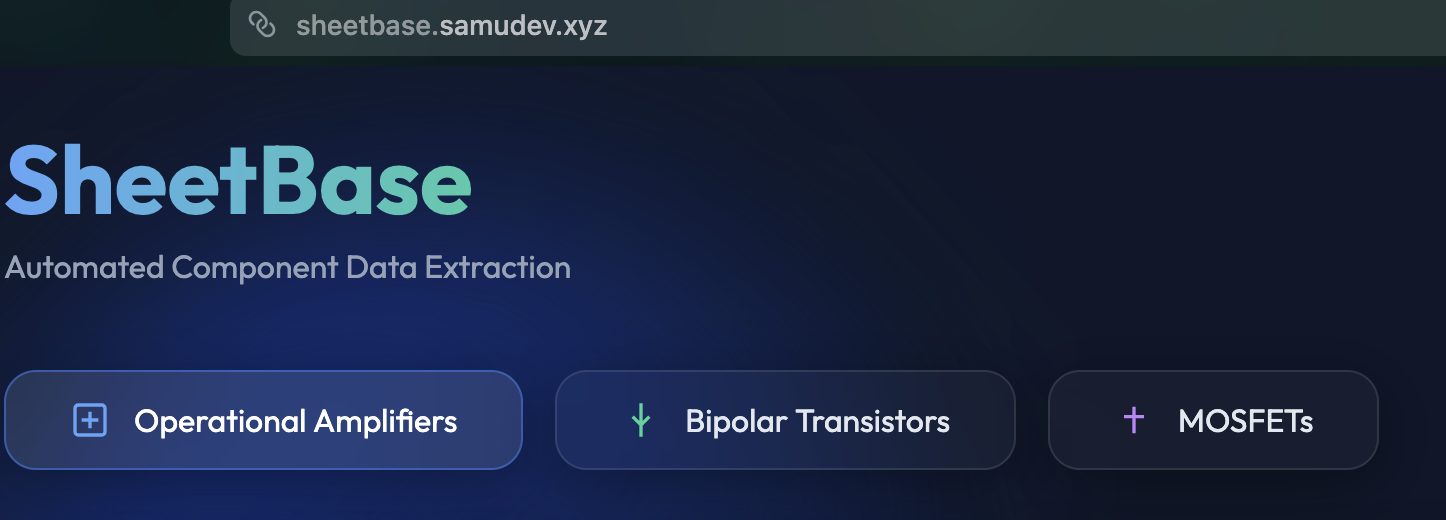 sheetbase.samudev.xyz
SheetBase
Automated Component Data Extraction
Operational Amplifiers Bipolar Transistors MOSFETs